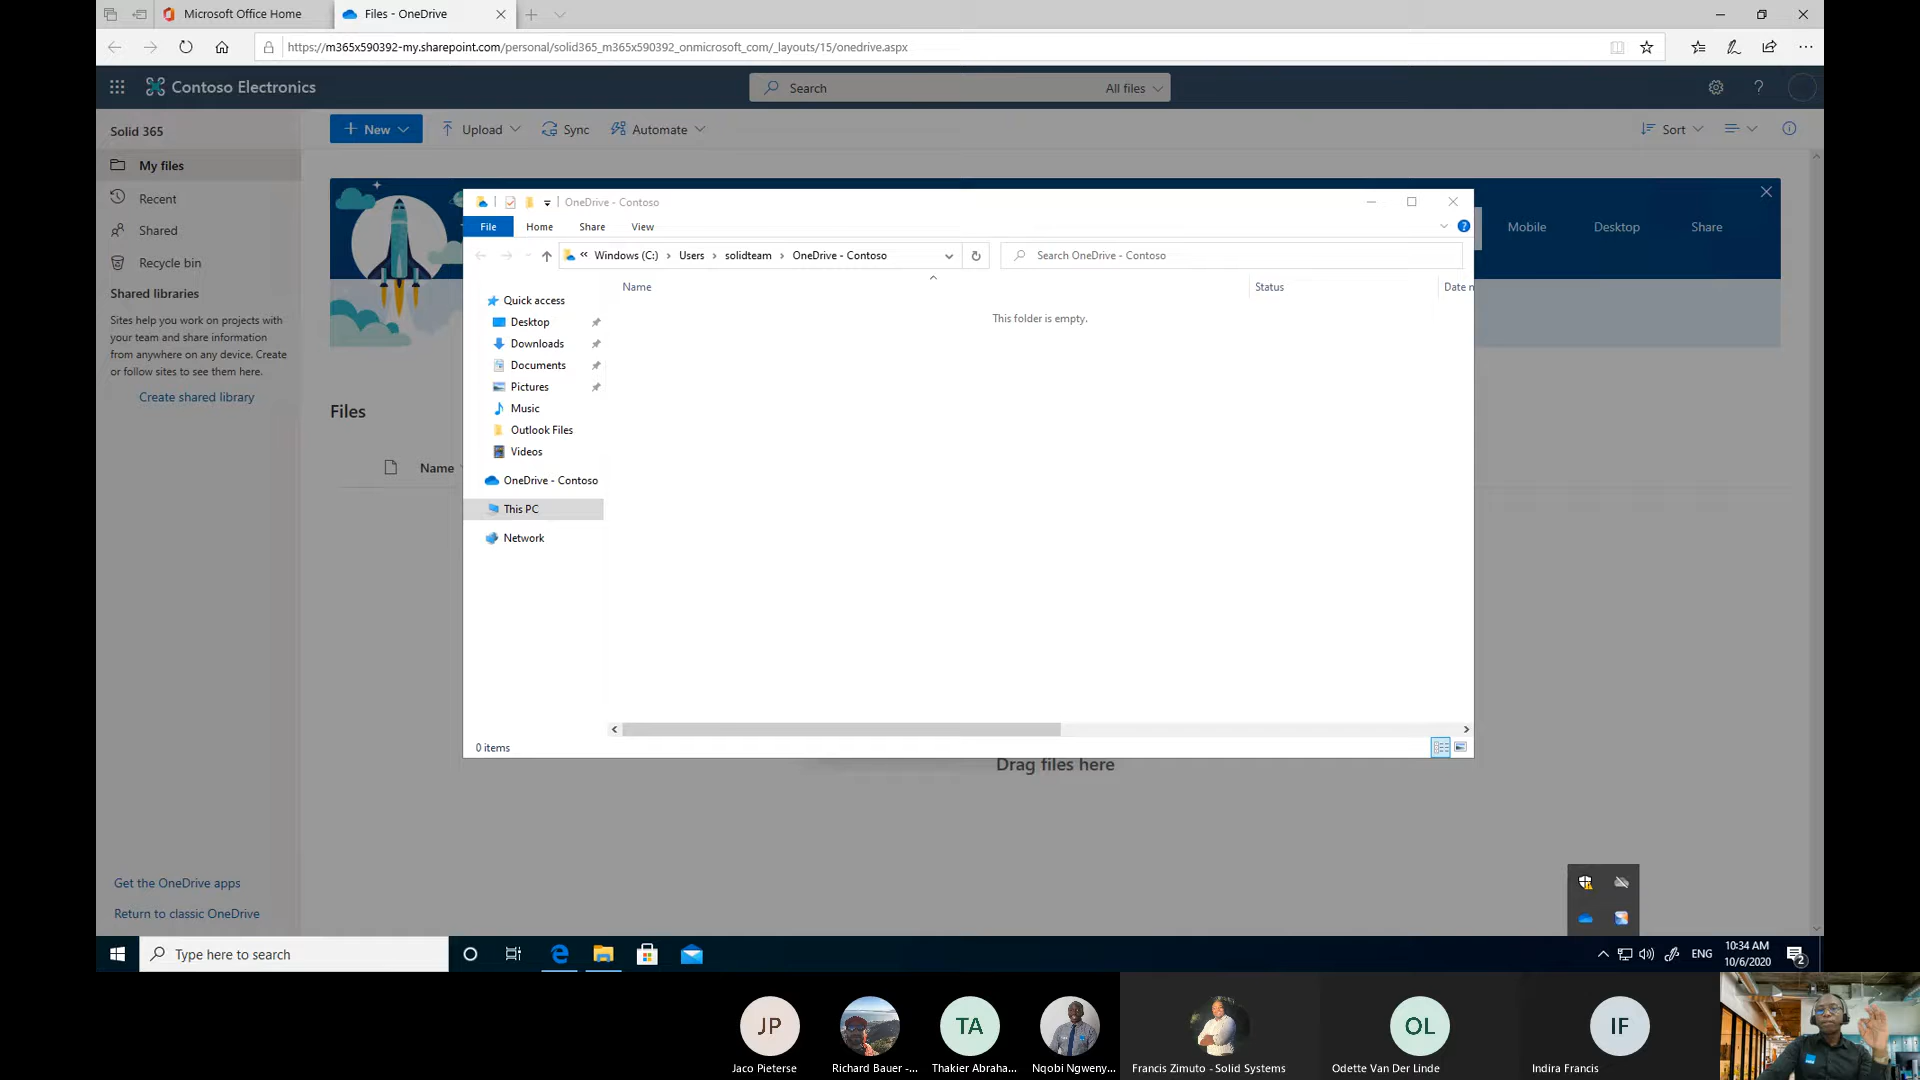 Microsoft Office Home
Files - OneDrive
https://m365x590392-my.sharepoint.com/personal/solid365_m365x590392_onmicrosoft_com/_layouts/15/onedrive.aspx
Contoso Electronics
Search
All files
?
Solid 365
New
Upload
Sync
Automate
Sort
My files
Recent
Shared
Recycle bin
Shared libraries
Sites help you work on projects with
your team and share information
from anywhere on any device. Create
or follow sites to see them here.
Create shared library
Get the OneDrive apps
Return to classic OneDrive
Mobile
Desktop
Share
Files
Name
OneDrive - Contoso
File
Home
Share
View
« Windows (C:) > Users > solidteam > OneDrive - Contoso
Search OneDrive - Contoso
Name
Status
Date n
This folder is empty.
Quick access
Desktop
Downloads
Documents
Pictures
Music
Outlook Files
Videos
OneDrive - Contoso
This PC
Network
0 items
Drag files here
Type here to search
ENG
10:34 AM
10/6/2020
2
JP
TA
OL
IF
Jaco Pieterse
Richard Bauer -...
Thakier Abraha...
Nqobi Ngweny...
Francis Zimuto - Solid Systems
Odette Van Der Linde
Indira Francis